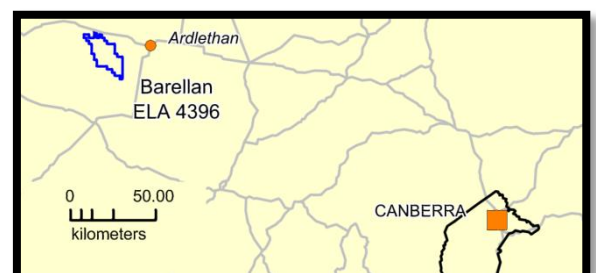 Ardlethan
Barellan
ELA 4396
0 50.00
kilometers
CANBERRA